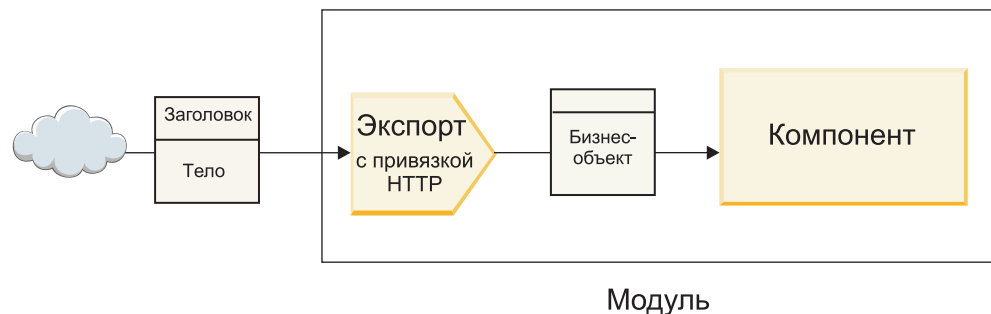 Заголовок
Тело
Экспорт
с привязкой
HTTP
Бизнес-
объект
Компонент
Модуль